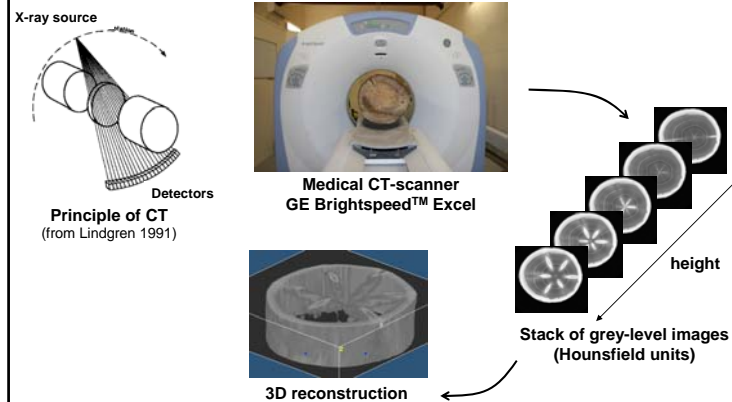 X-ray source
Detectors
Principle of CT
(from Lindgren 1991)
Medical CT-scanner
GE Brightspeed™ Excel
height
Stack of grey-level images
(Hounsfield units)
3D reconstruction